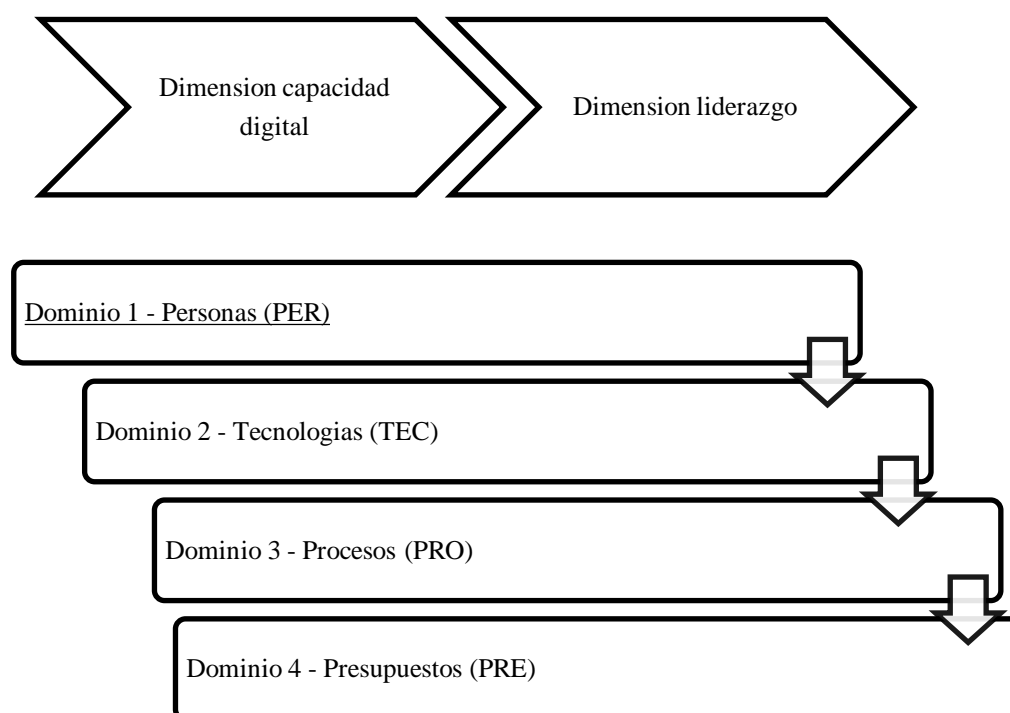 Dimension capacidad
digital
Dimension liderazgo
Dominio 1 - Personas (PER)
Dominio 2 - Tecnologias (TEC)
Dominio 3 - Procesos (PRO)
Dominio 4 - Presupuestos (PRE)